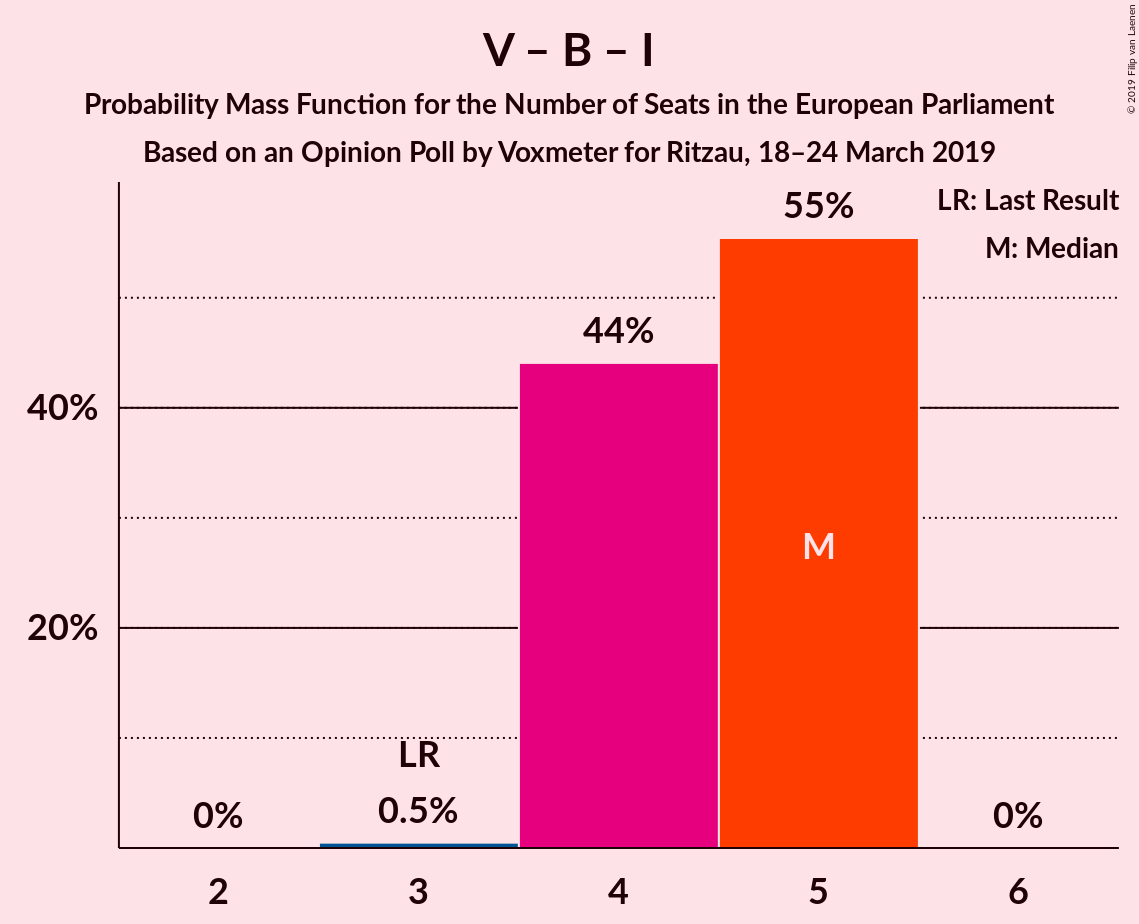 V – B – I
Probability Mass Function for the Number of Seats in the European Parliament
Based on an Opinion Poll by Voxmeter for Ritzau, 18–24 March 2019
© 2019 Filip van Laenen
LR: Last Result
M: Median
55%
44%
40%
M
20%
LR
0%
0.5%
0%
2
3
4
5
6